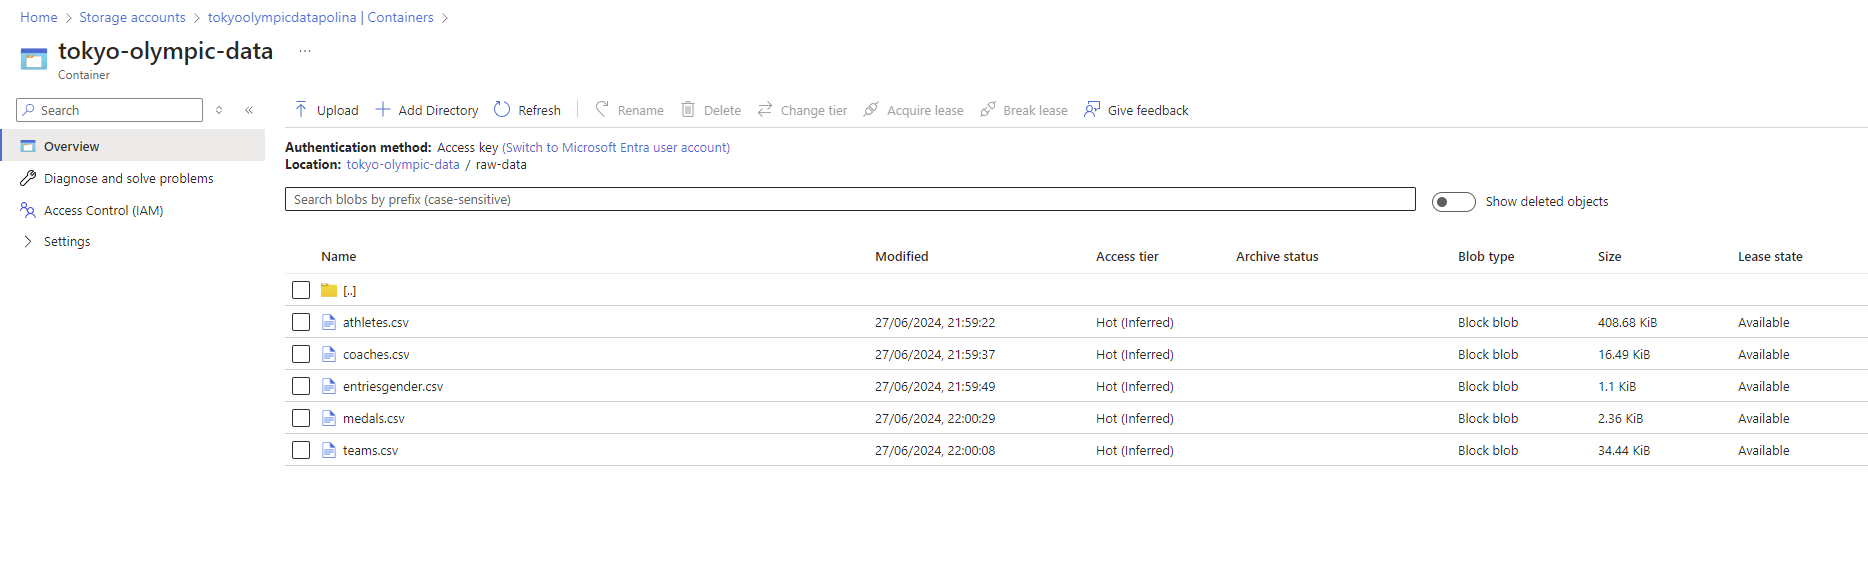 Home > Storage accounts > tokyoolympicdatapolina | Containers >
tokyo-olympic-data ...
Container
Search
Overview
Diagnose and solve problems
Access Control (IAM)
Settings
Upload Add Directory Refresh Rename Delete Change tier Acquire lease Break lease Give feedback
Authentication method: Access key (Switch to Microsoft Entra user account)
Location: tokyo-olympic-data / raw-data
Search blobs by prefix (case-sensitive)
Show deleted objects
Name Modified Access tier Archive status Blob type Size Lease state
[..]
athletes.csv 27/06/2024, 21:59:22 Hot (Inferred) Block blob 408.68 KiB Available
coaches.csv 27/06/2024, 21:59:37 Hot (Inferred) Block blob 16.49 KiB Available
entriesgender.csv 27/06/2024, 21:59:49 Hot (Inferred) Block blob 1.1 KiB Available
medals.csv 27/06/2024, 22:00:29 Hot (Inferred) Block blob 2.36 KiB Available
teams.csv 27/06/2024, 22:00:08 Hot (Inferred) Block blob 34.44 KiB Available